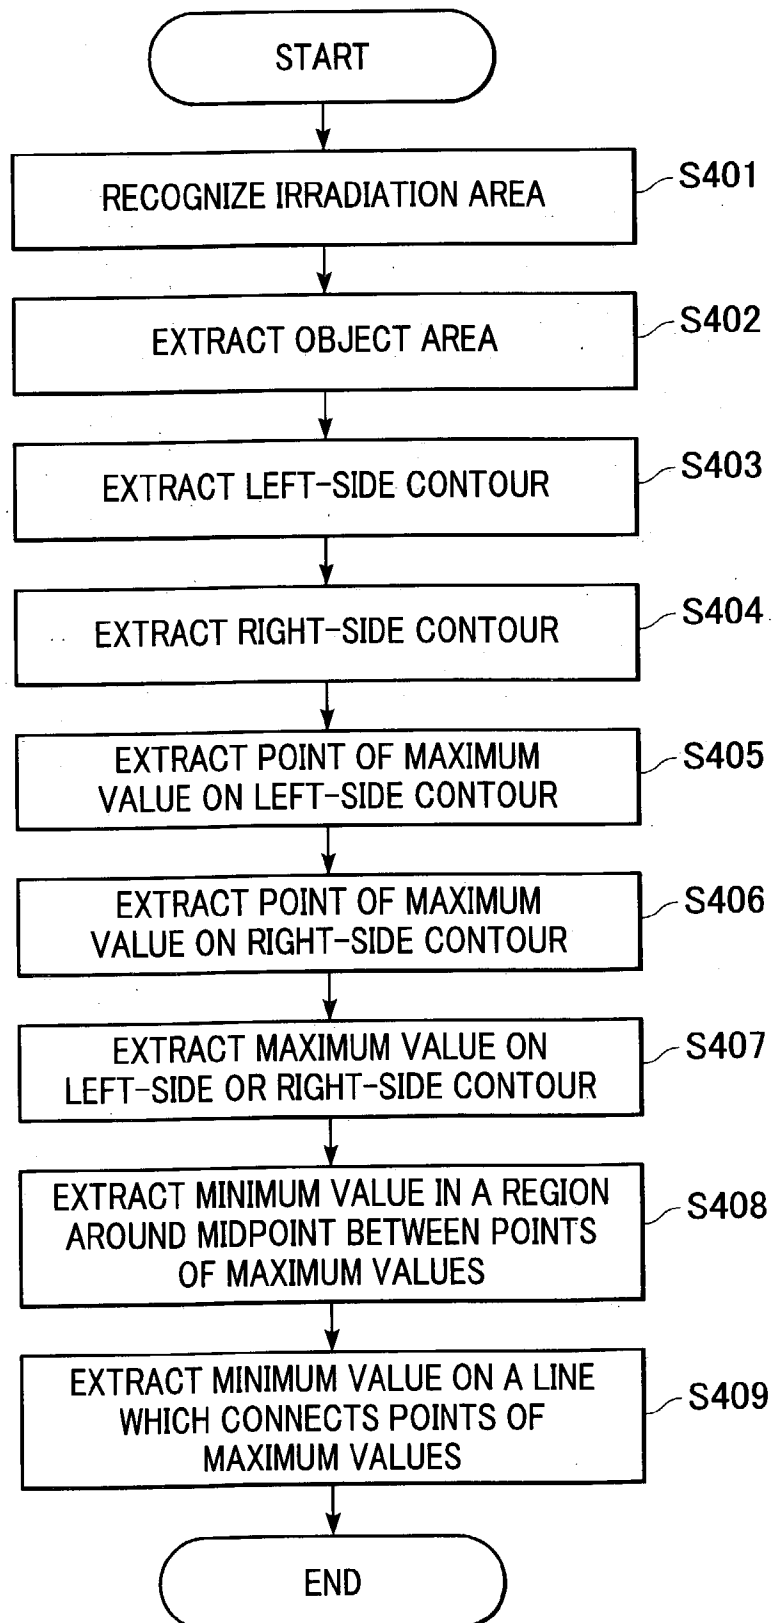 START
RECOGNIZE IRRADIATION AREA
S401
EXTRACT OBJECT AREA
S402
EXTRACT LEFT-SIDE CONTOUR
S403
EXTRACT RIGHT-SIDE CONTOUR
S404
EXTRACT POINT OF MAXIMUM
VALUE ON LEFT-SIDE CONTOUR
S405
EXTRACT POINT OF MAXIMUM
VALUE ON RIGHT-SIDE CONTOUR
S406
EXTRACT MAXIMUM VALUE ON
LEFT-SIDE OR RIGHT-SIDE CONTOUR
S407
EXTRACT MINIMUM VALUE IN A REGION
AROUND MIDPOINT BETWEEN POINTS
OF MAXIMUM VALUES
S408
EXTRACT MINIMUM VALUE ON A LINE
WHICH CONNECTS POINTS OF
MAXIMUM VALUES
S409
END